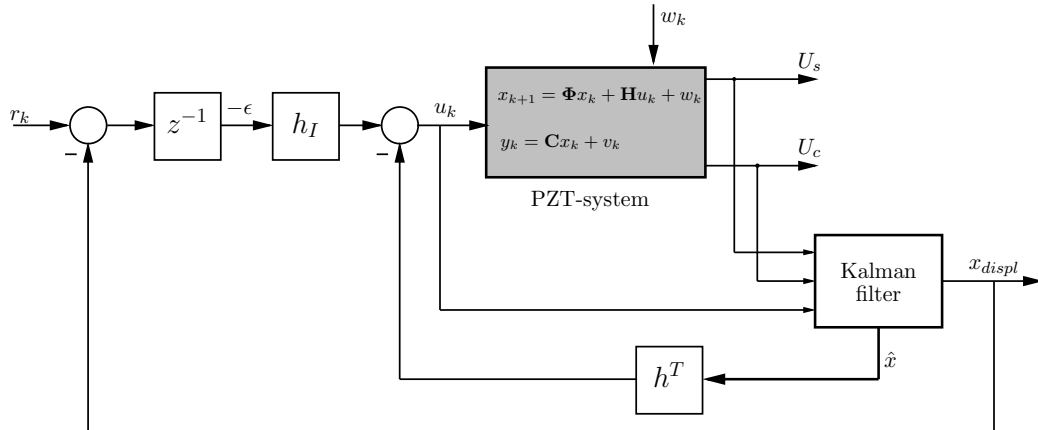 w_k
U_s
x_{k+1} = Φx_k + Hu_k + w_k
r_k
z^{-1}
-ϵ
h_I
u_k
y_k = Cx_k + v_k
U_c
PZT-system
Kalman
filter
x_{displ}
x̂
h^T